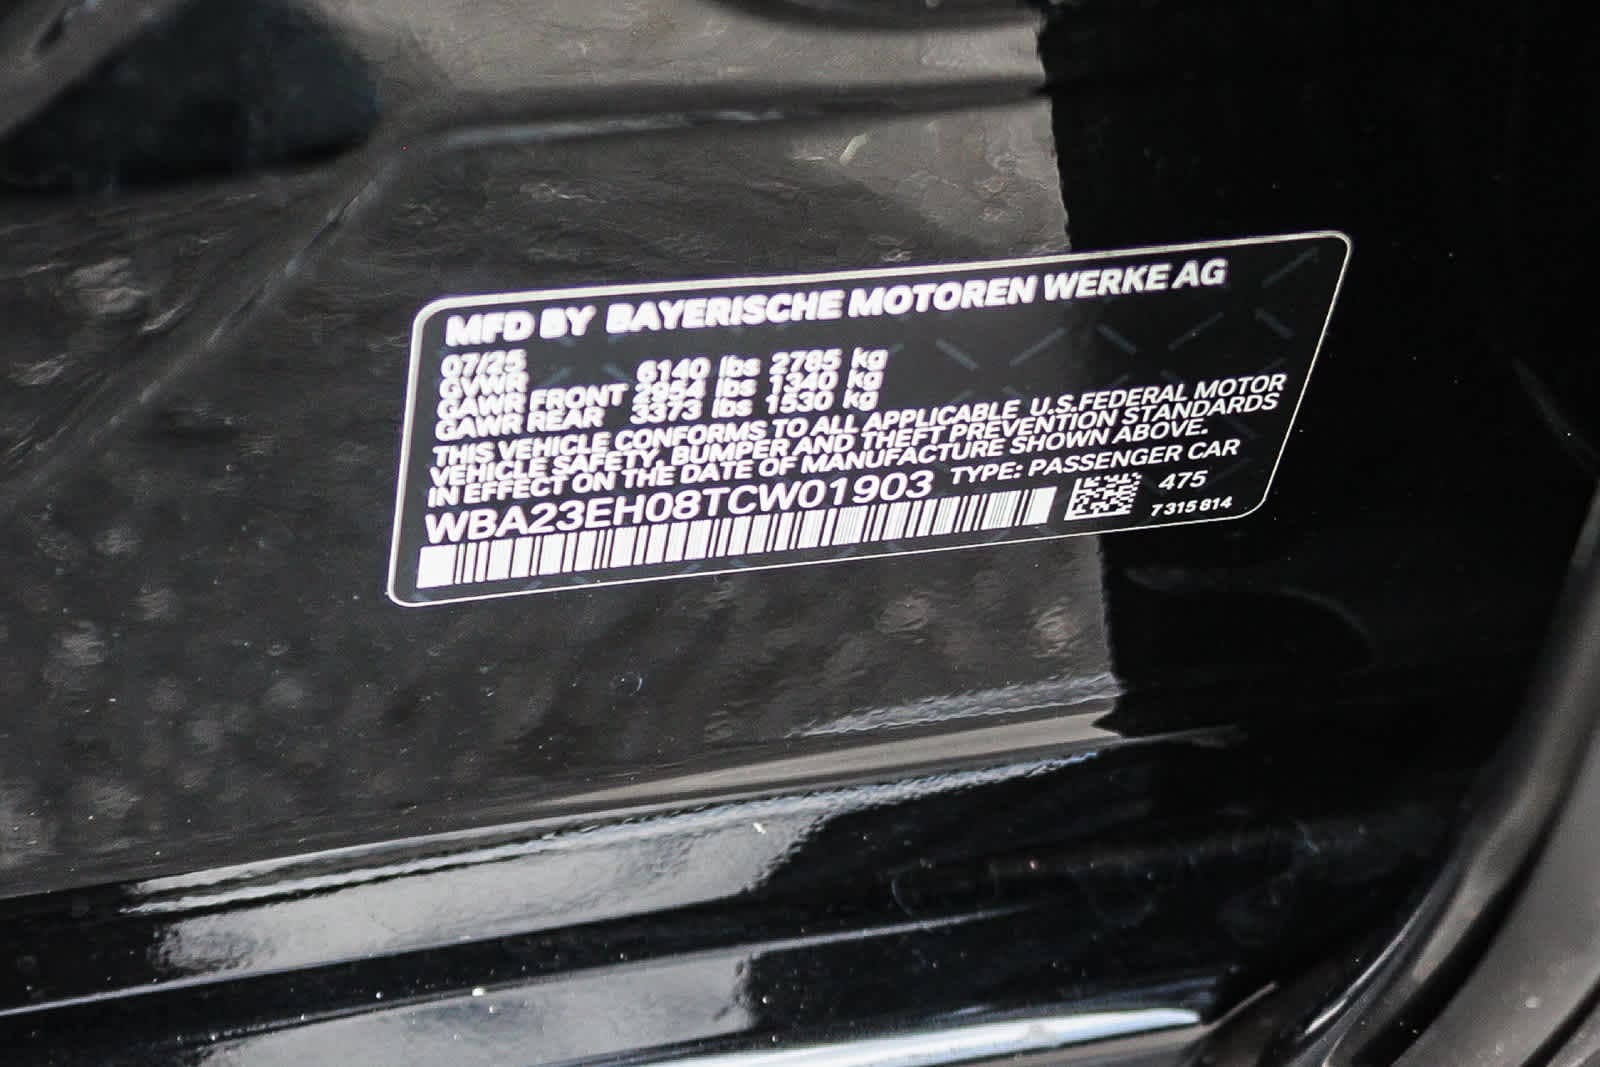 MFD BY BAYERISCHE MOTOREN WERKE AG
07/25
GVWR 6140 lbs 2785 kg
GAWR FRONT 2954 lbs 1340 kg
GAWR REAR 3373 lbs 1530 kg
THIS VEHICLE CONFORMS TO ALL APPLICABLE U.S.FEDERAL MOTOR
VEHICLE SAFETY, BUMPER AND THEFT PREVENTION STANDARDS
IN EFFECT ON THE DATE OF MANUFACTURE SHOWN ABOVE.
WBA23EH08TCW01903 TYPE: PASSENGER CAR
475
7 315 814